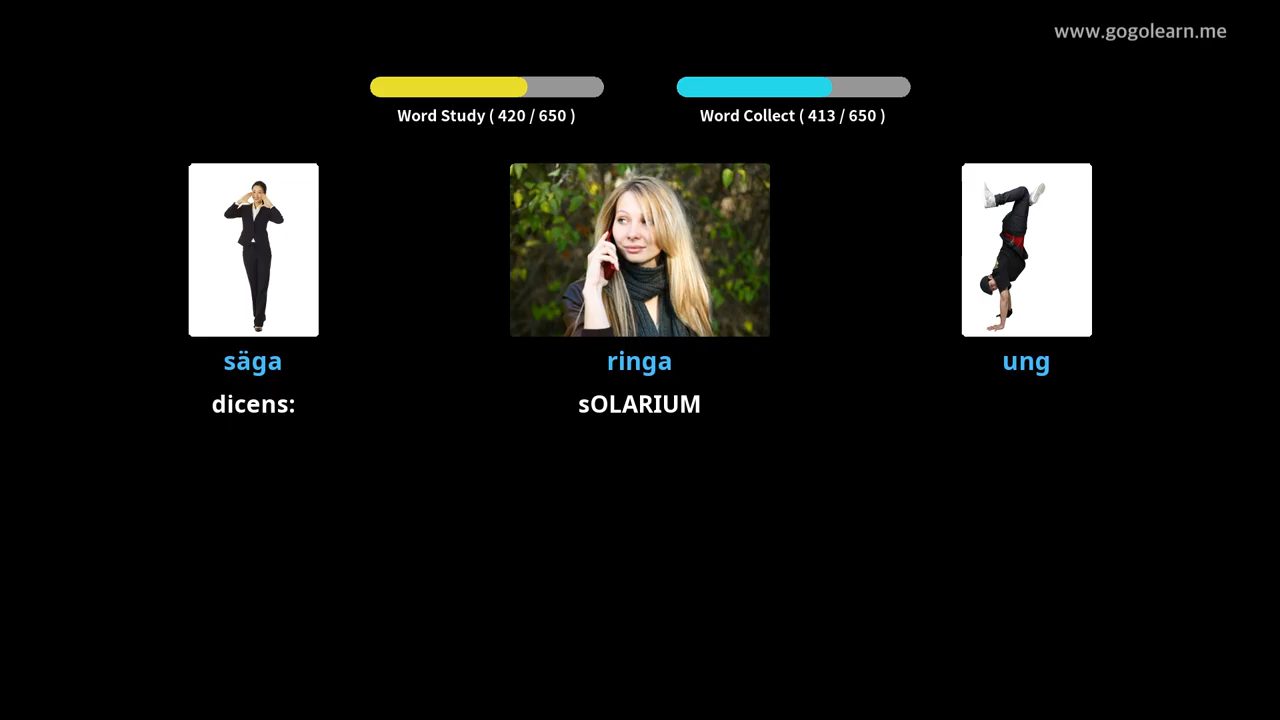 www.gogolearn.me
Word Study ( 420 / 650 )
Word Collect ( 413 / 650 )
säga
ringa
ung
dicens:
sOLARIUM